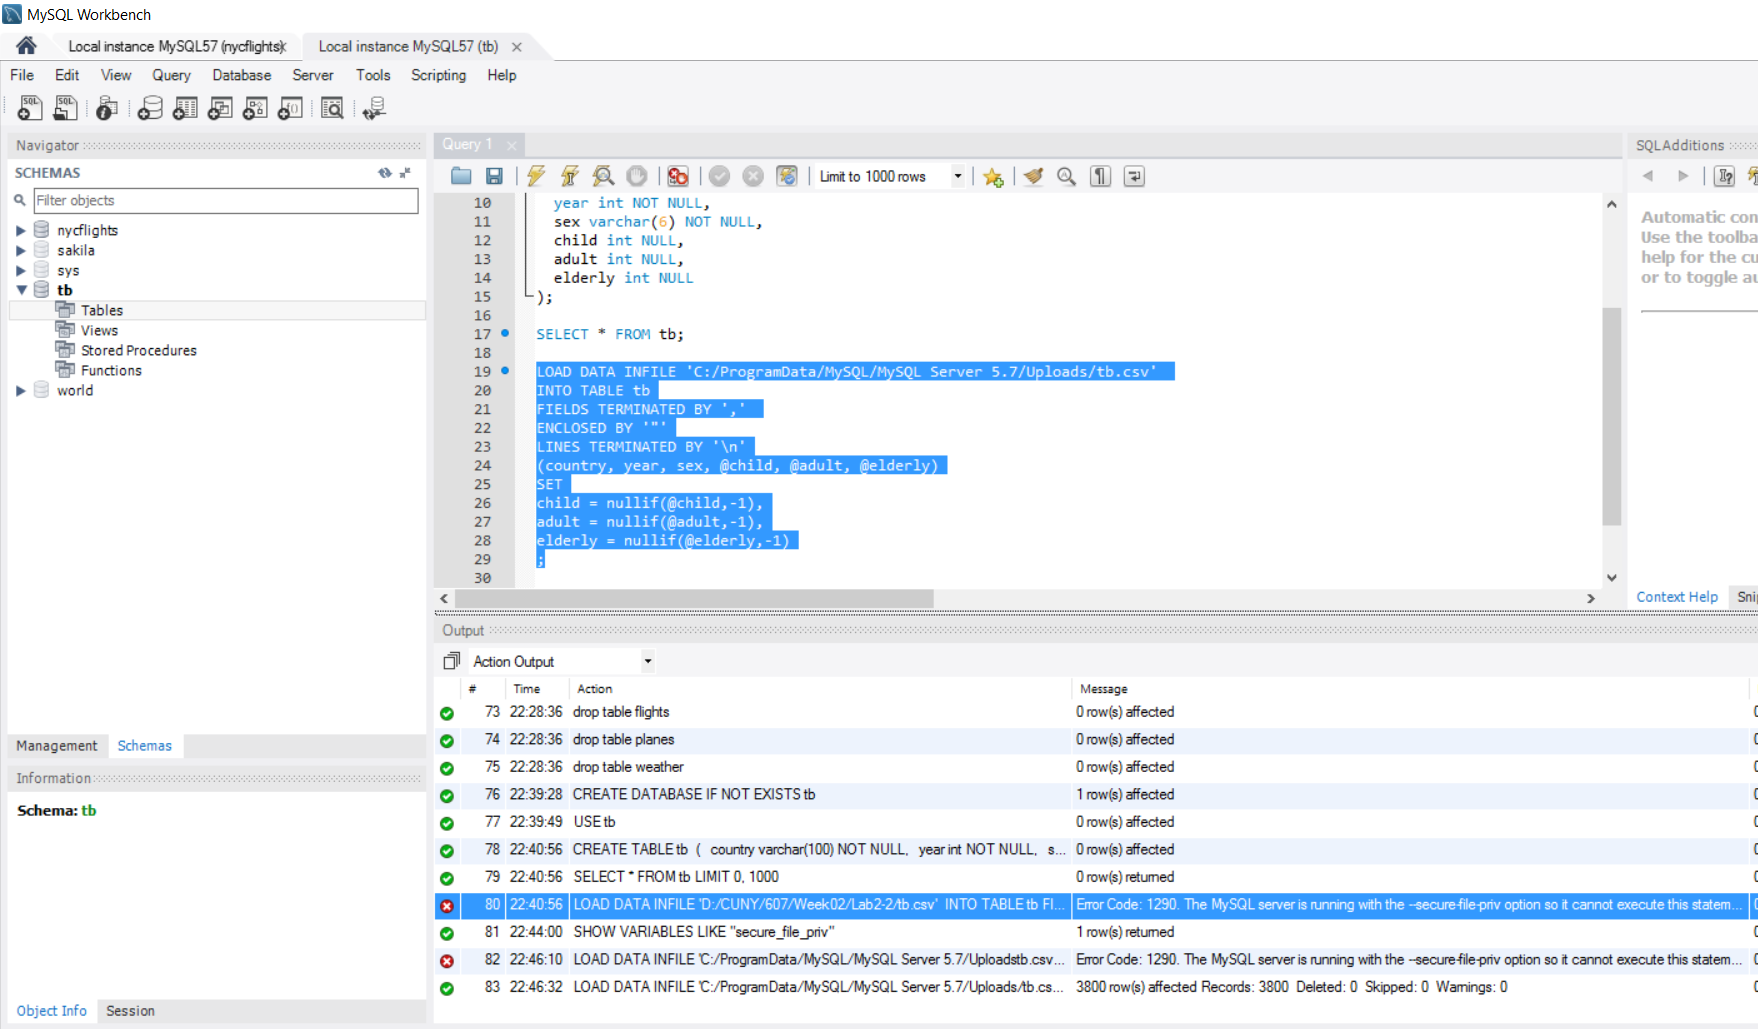 MySQL Workbench
Local instance MySQL57 (nycflights) Local instance MySQL57 (tb)
File Edit View Query Database Server Tools Scripting Help
Navigator
SCHEMAS
Filter objects
nycflights
sakila
sys
tb
Tables
Views
Stored Procedures
Functions
world
Management Schemas
Information
Schema: tb
Object Info Session
Query 1
Limit to 1000 rows
10 year int NOT NULL,
11 sex varchar(6) NOT NULL,
12 child int NULL,
13 adult int NULL,
14 elderly int NULL
15 );
16
17 SELECT * FROM tb;
18
19 LOAD DATA INFILE 'C:/ProgramData/MySQL/MySQL Server 5.7/Uploads/tb.csv'
20 INTO TABLE tb
21 FIELDS TERMINATED BY ','
22 ENCLOSED BY '"'
23 LINES TERMINATED BY '\n'
24 (country, year, sex, @child, @adult, @elderly)
25 SET
26 child = nullif(@child,-1),
27 adult = nullif(@adult,-1),
28 elderly = nullif(@elderly,-1)
29 ;
30
SQLAdditions
Automatic con
Use the toolba
help for the cu
or to toggle au
Context Help Snip
Output
Action Output
# Time Action Message
73 22:28:36 drop table flights 0 row(s) affected
74 22:28:36 drop table planes 0 row(s) affected
75 22:28:36 drop table weather 0 row(s) affected
76 22:39:28 CREATE DATABASE IF NOT EXISTS tb 1 row(s) affected
77 22:39:49 USE tb 0 row(s) affected
78 22:40:56 CREATE TABLE tb ( country varchar(100) NOT NULL, year int NOT NULL, s... 0 row(s) affected
79 22:40:56 SELECT * FROM tb LIMIT 0, 1000 0 row(s) returned
80 22:40:56 LOAD DATA INFILE 'D:/CUNY/607/Week02/Lab2-2/tb.csv' INTO TABLE tb FI... Error Code: 1290. The MySQL server is running with the --secure-file-priv option so it cannot execute this statem...
81 22:44:00 SHOW VARIABLES LIKE "secure_file_priv" 1 row(s) returned
82 22:46:10 LOAD DATA INFILE 'C:/ProgramData/MySQL/MySQL Server 5.7/Uploadstb.csv... Error Code: 1290. The MySQL server is running with the --secure-file-priv option so it cannot execute this statem...
83 22:46:32 LOAD DATA INFILE 'C:/ProgramData/MySQL/MySQL Server 5.7/Uploads/tb.cs... 3800 row(s) affected Records: 3800 Deleted: 0 Skipped: 0 Warnings: 0